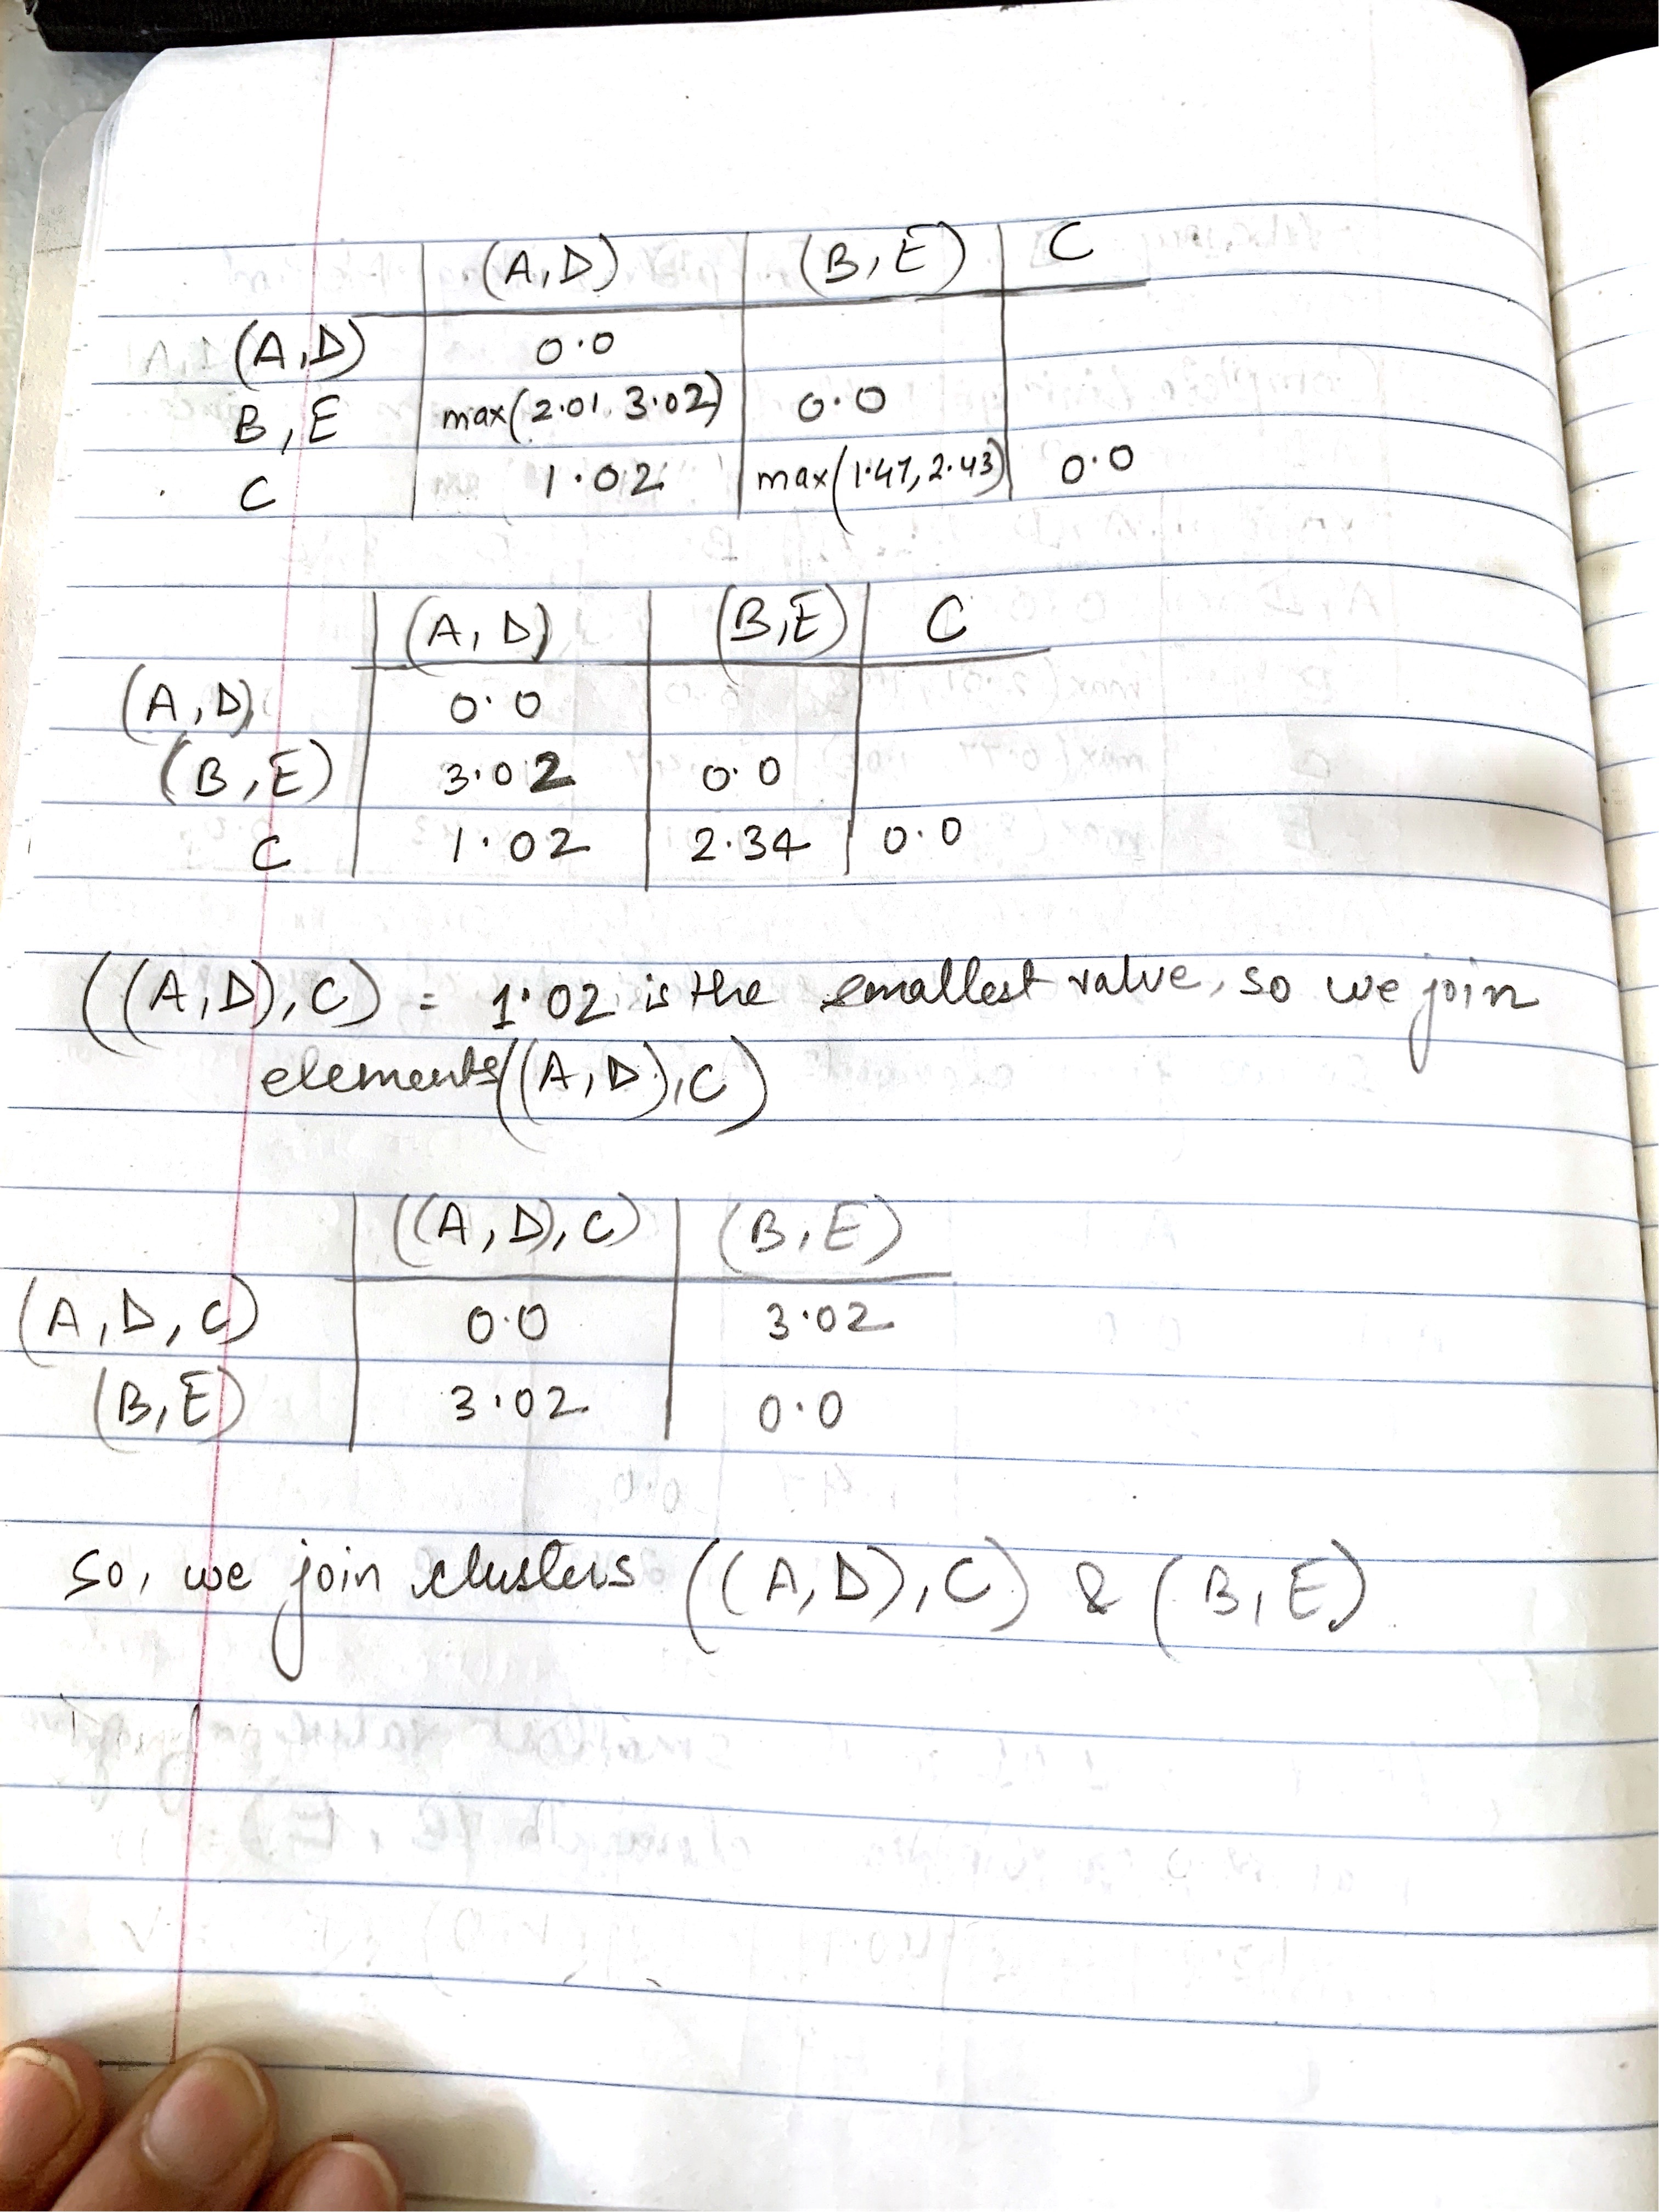 (A,D) (B,E) C
(A,D) 0.0
B,E max(2.01, 3.02) 0.0
C 1.02 max(1.47, 2.43) 0.0
(A,D) (B,E) C
(A,D) 0.0
(B,E) 3.02 0.0
C 1.02 2.34 0.0
((A,D),C) = 1.02 is the smallest value, so we join
elements((A,D),C)
((A,D),C) (B,E)
(A,D,C) 0.0 3.02
(B,E) 3.02 0.0
So, we join clusters ((A,D),C) & (B,E)